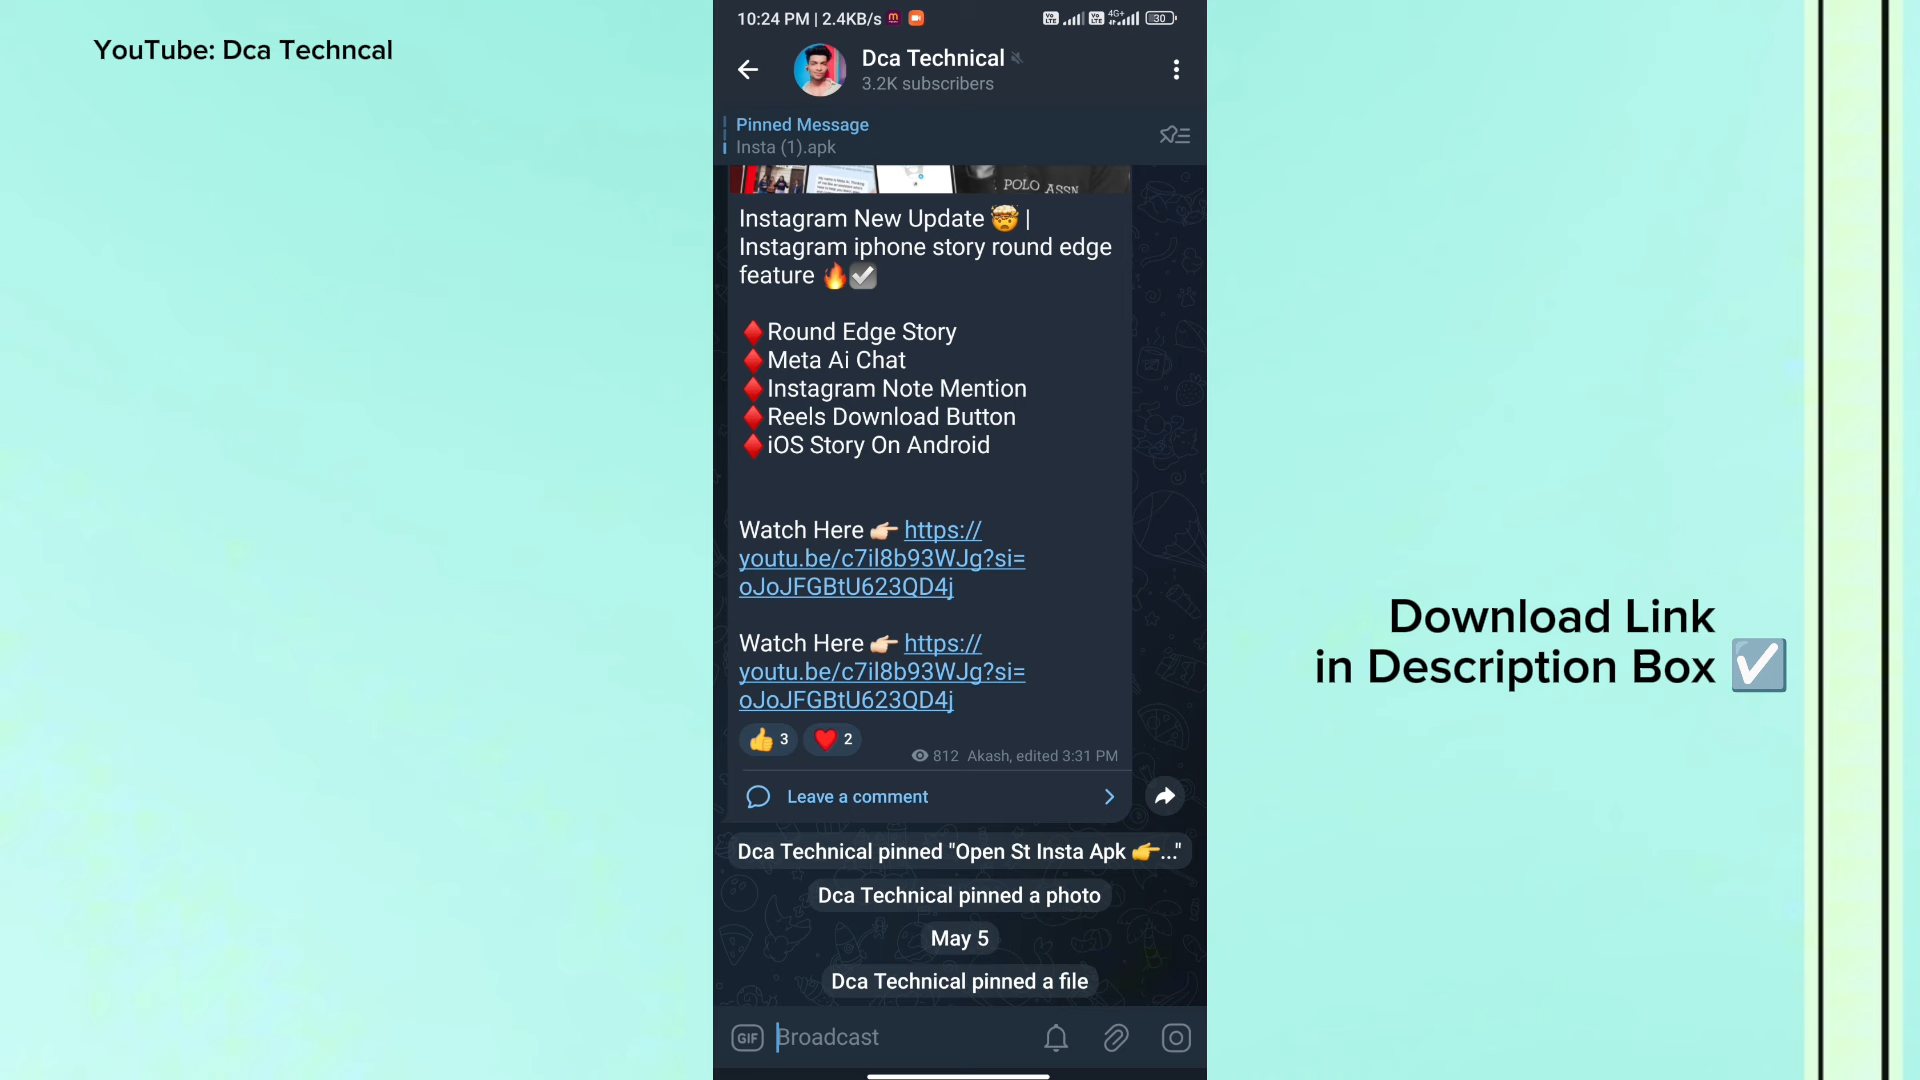 YouTube: Dca Techncal
10:24 PM | 2.4KB/s
4G+
30
Dca Technical
3.2K subscribers
Pinned Message
Insta (1).apk
POLO ASSN
Instagram New Update 🤯 |
Instagram iphone story round edge
feature 🔥☑️
♦️Round Edge Story
♦️Meta Ai Chat
♦️Instagram Note Mention
♦️Reels Download Button
♦️iOS Story On Android
Watch Here 👉🏻 https://
youtu.be/c7il8b93WJg?si=
oJoJFGBtU623QD4j
Watch Here 👉🏻 https://
youtu.be/c7il8b93WJg?si=
oJoJFGBtU623QD4j
👍 3 ❤️ 2
812 Akash, edited 3:31 PM
Leave a comment
Dca Technical pinned "Open St Insta Apk 👉..."
Dca Technical pinned a photo
May 5
Dca Technical pinned a file
GIF Broadcast
Download Link
in Description Box ☑️